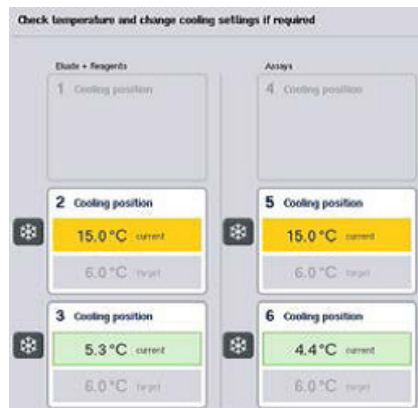 Check temperature and change cooling settings if required
Eluate + Reagents
Assays
1 Cooling position
4 Cooling position
2 Cooling position
5 Cooling position
15.0 °C current
15.0 °C current
6.0 °C target
6.0 °C target
3 Cooling position
6 Cooling position
5.3 °C current
4.4 °C current
6.0 °C target
6.0 °C target